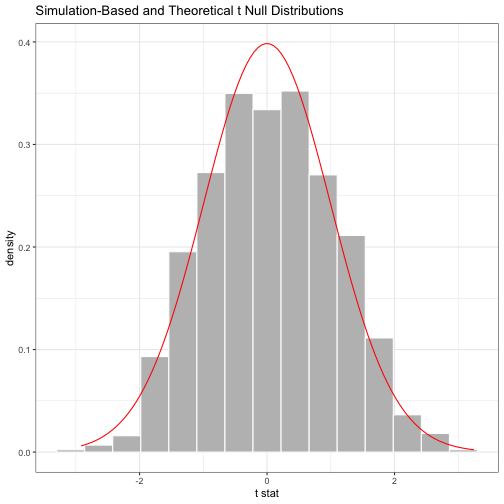 Simulation-Based and Theoretical t Null Distributions
0.4
0.3
0.2
0.1
0.0
density
-2 0 2
t stat